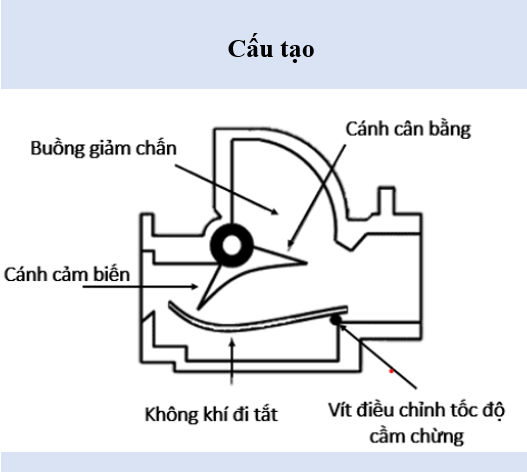 Cấu tạo
Cánh cân bằng
Buồng giảm chấn
Cánh cảm biến
Không khí đi tắt
Vít điều chỉnh tốc độ
cầm chừng